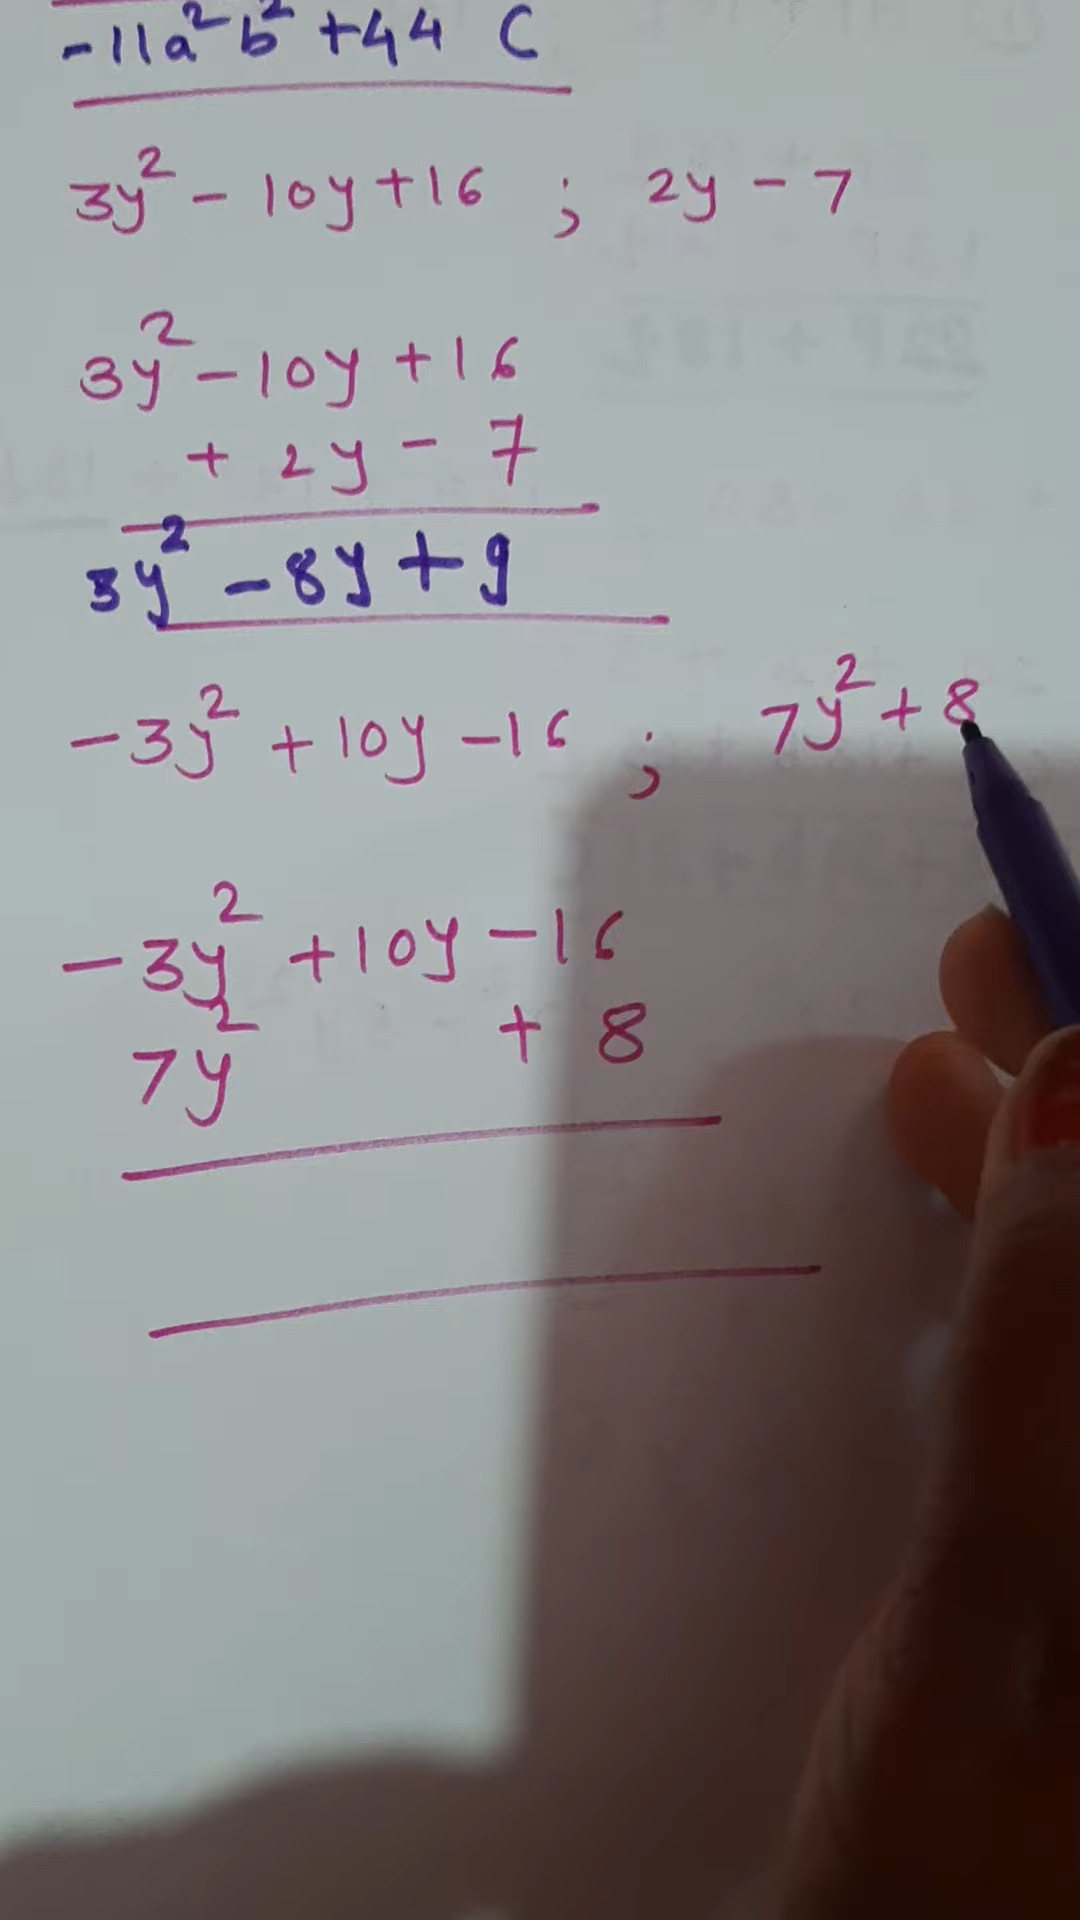 -11a²b² +44 C
3y² - 10y +16 ; 2y - 7
3y² - 10y + 16
+ 2y - 7
3y² - 8y + 9
-3y² +10y -16 ; 7y² + 8
-3y² +10y -16
7y² + 8